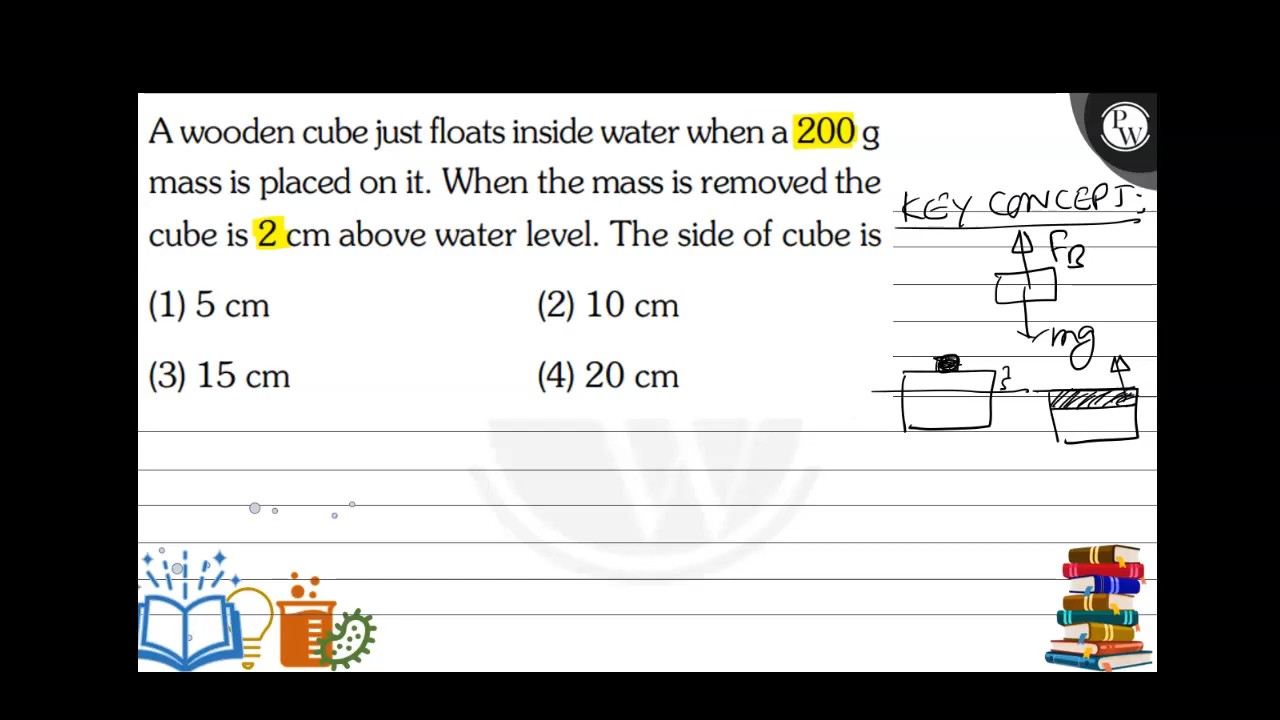 A wooden cube just floats inside water when a 200 g
mass is placed on it. When the mass is removed the
cube is 2 cm above water level. The side of cube is
(1) 5 cm
(2) 10 cm
(3) 15 cm
(4) 20 cm
PW
KEY CONCEPT:
FB
mg